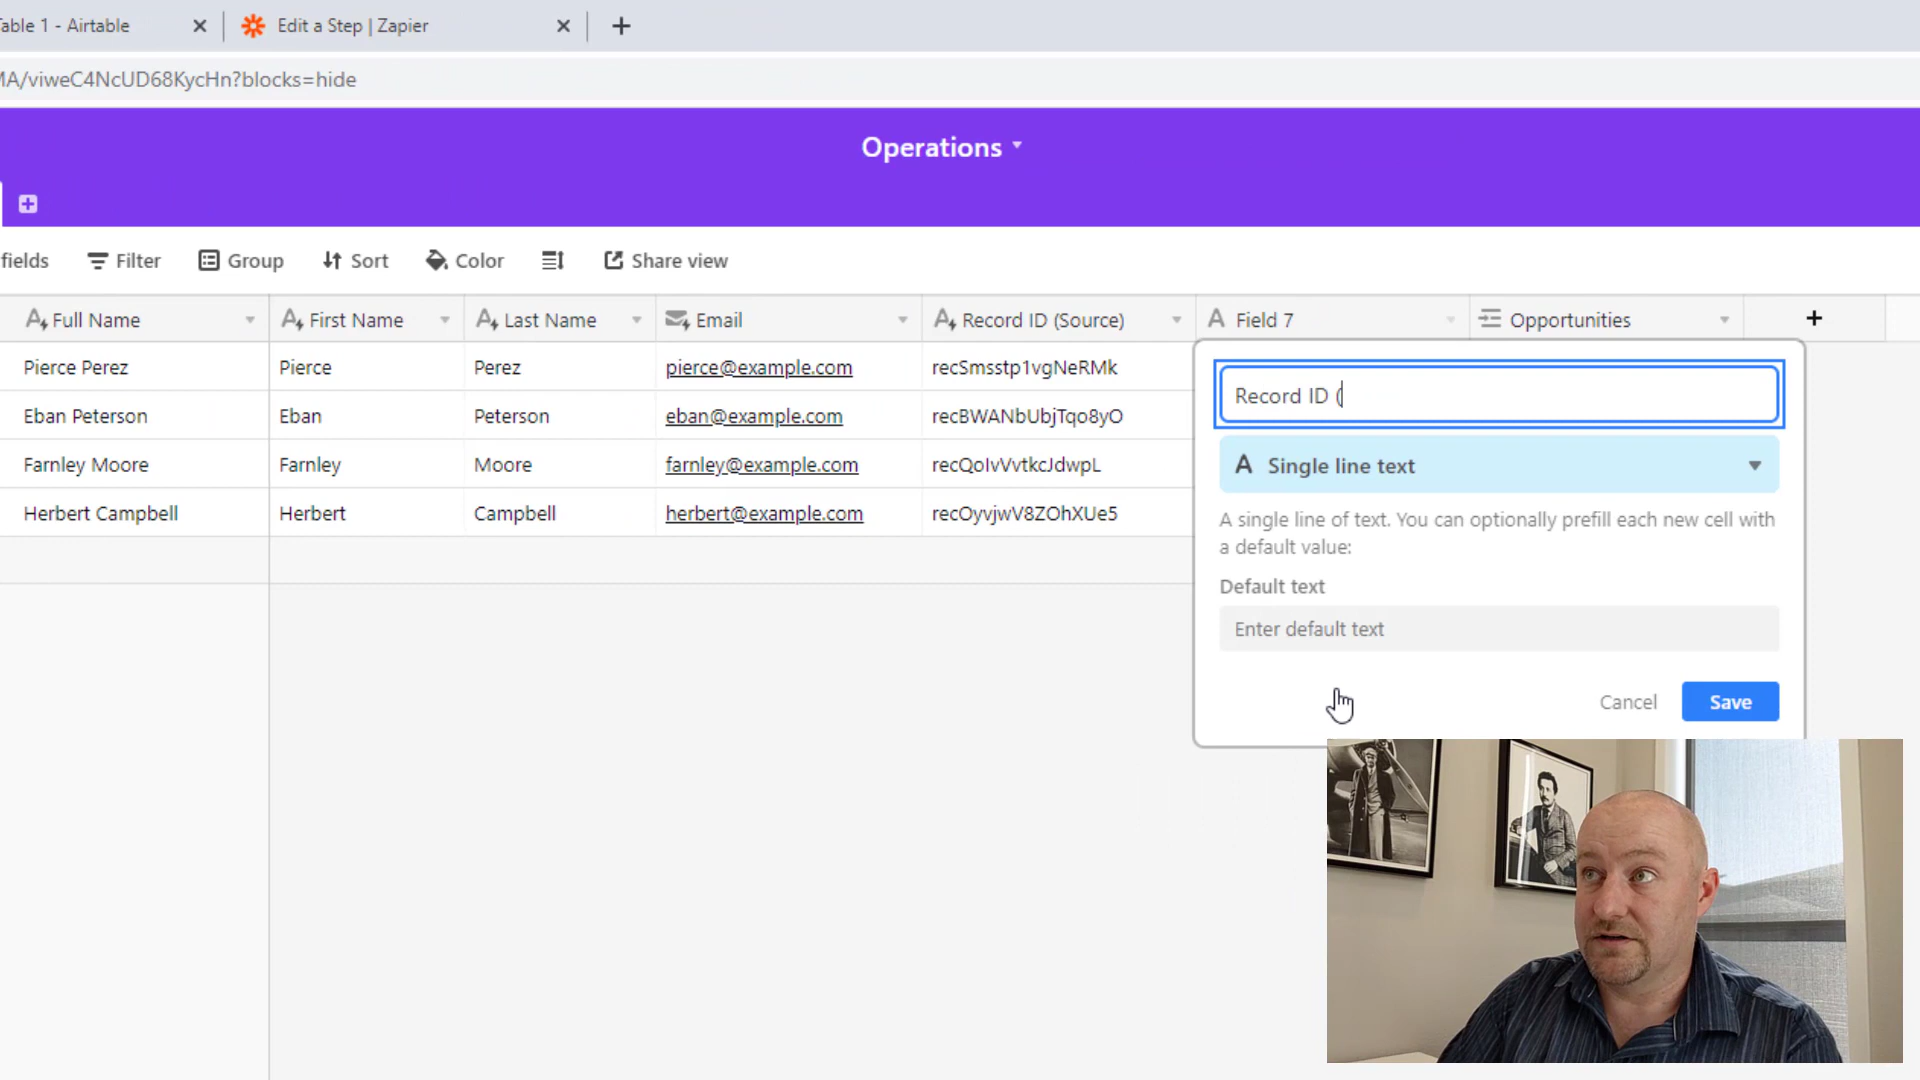 Table 1 - Airtable
Edit a Step | Zapier
MA/viweC4NcUD68KycHn?blocks=hide
Operations
fields
Filter
Group
Sort
Color
Share view
Full Name
First Name
Last Name
Email
Record ID (Source)
Field 7
Opportunities
Pierce Perez
Pierce
Perez
pierce@example.com
recSmsstp1vgNeRMk
Eban Peterson
Eban
Peterson
eban@example.com
recBWANbUbjTqo8yO
Farnley Moore
Farnley
Moore
farnley@example.com
recQoIvVvtkcJdwpL
Herbert Campbell
Herbert
Campbell
herbert@example.com
recOyvjwV8ZOhXUe5
Record ID (
Single line text
A single line of text. You can optionally prefill each new cell with
a default value:
Default text
Enter default text
Cancel
Save